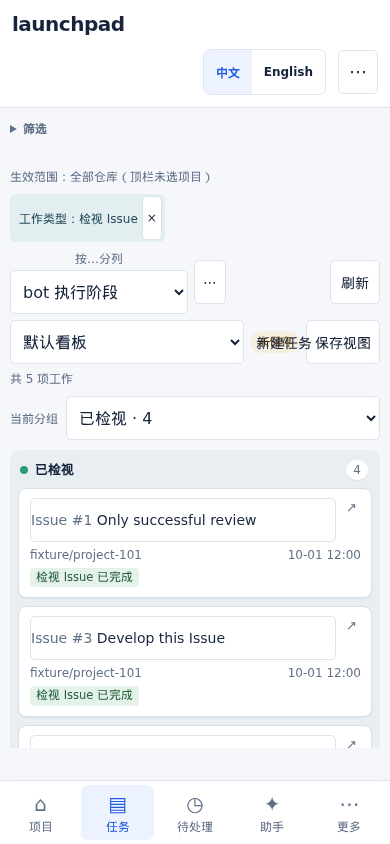 launchpad
中文 English ⋯
▶ 筛选
生效范围：全部仓库（顶栏未选项目）
工作类型：检视 Issue ×
按…分列
bot 执行阶段 ⋯ 刷新
默认看板 新建任务 保存视图
共 5 项工作
当前分组 已检视 · 4
已检视 4
Issue #1 Only successful review ↗
fixture/project-101 10-01 12:00
检视 Issue 已完成
Issue #3 Develop this Issue ↗
fixture/project-101 10-01 12:00
检视 Issue 已完成
↗
项目 任务 待处理 助手 更多